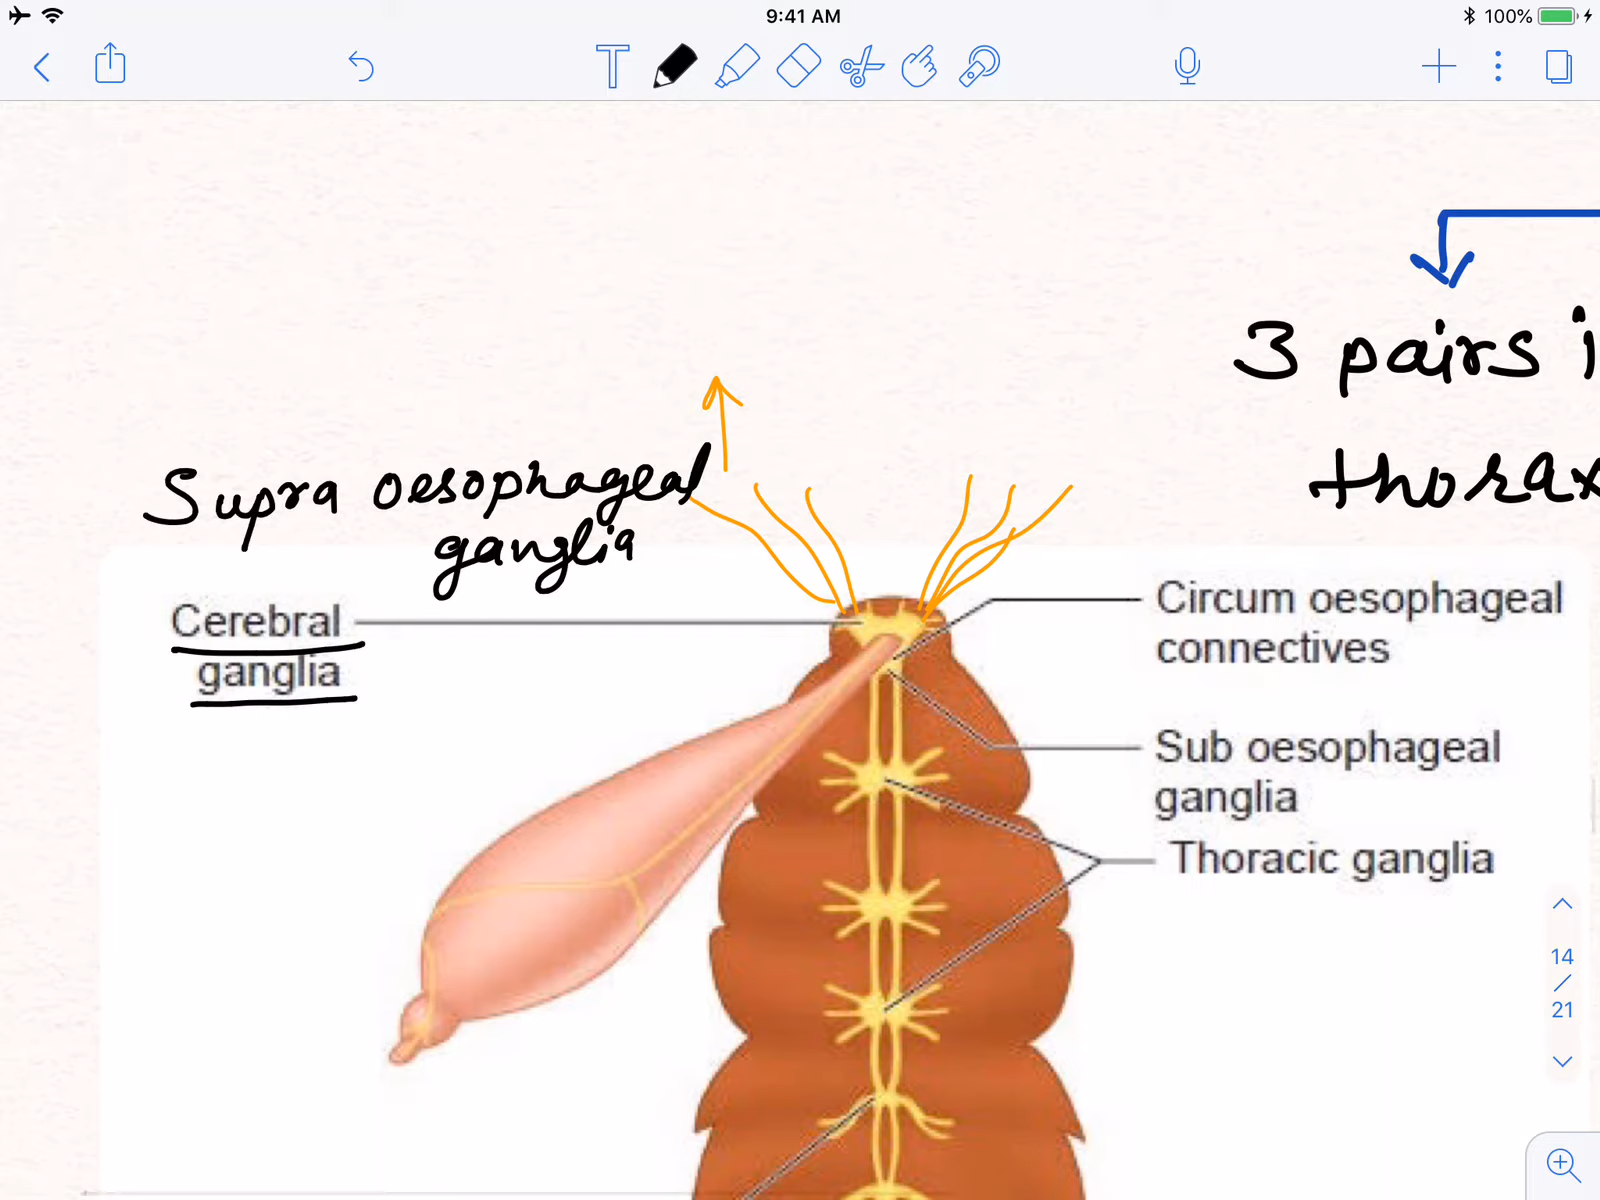 9:41 AM
100%
3 pairs i
thorax
Supra oesophageal
ganglia
Cerebral
ganglia
Circum oesophageal
connectives
Sub oesophageal
ganglia
Thoracic ganglia
14
/
21